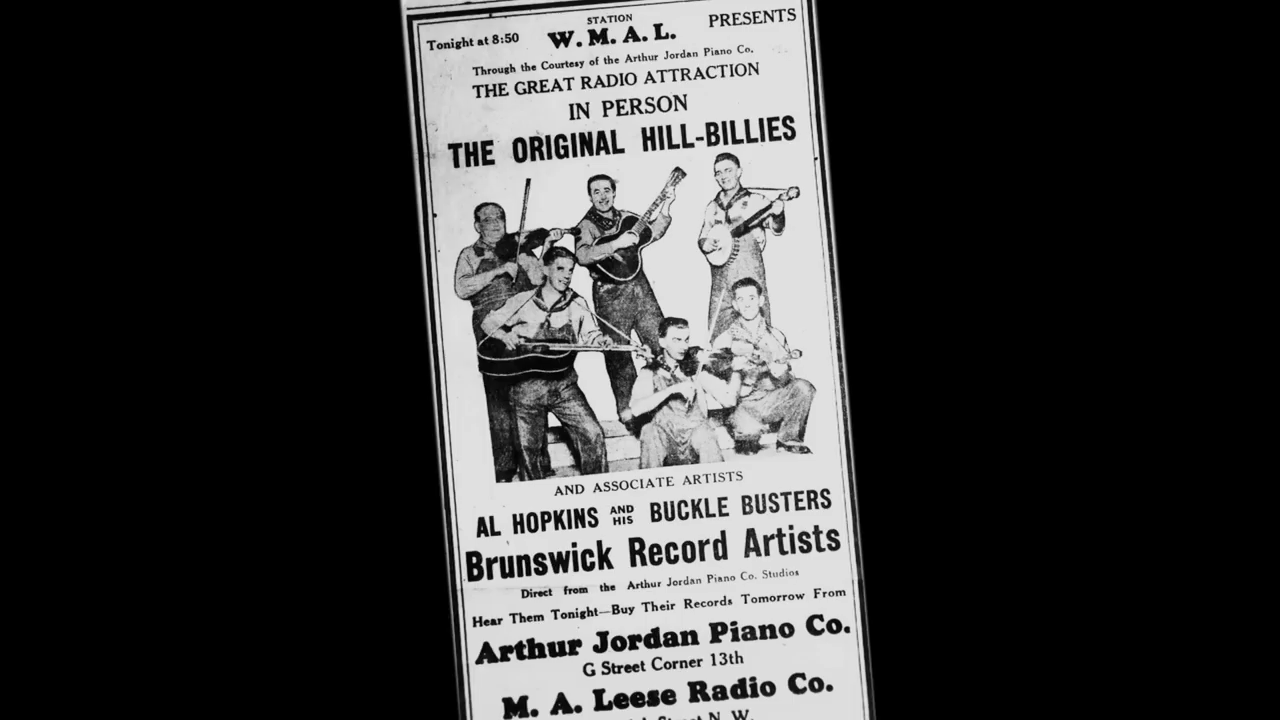 STATION
Tonight at 8:50 W. M. A. L. PRESENTS
Through the Courtesy of the Arthur Jordan Piano Co.
THE GREAT RADIO ATTRACTION
IN PERSON
THE ORIGINAL HILL-BILLIES
AND ASSOCIATE ARTISTS
AL HOPKINS AND HIS BUCKLE BUSTERS
Brunswick Record Artists
Direct from the Arthur Jordan Piano Co. Studios
Hear Them Tonight—Buy Their Records Tomorrow From
Arthur Jordan Piano Co.
G Street Corner 13th
M. A. Leese Radio Co.
Street N. W.